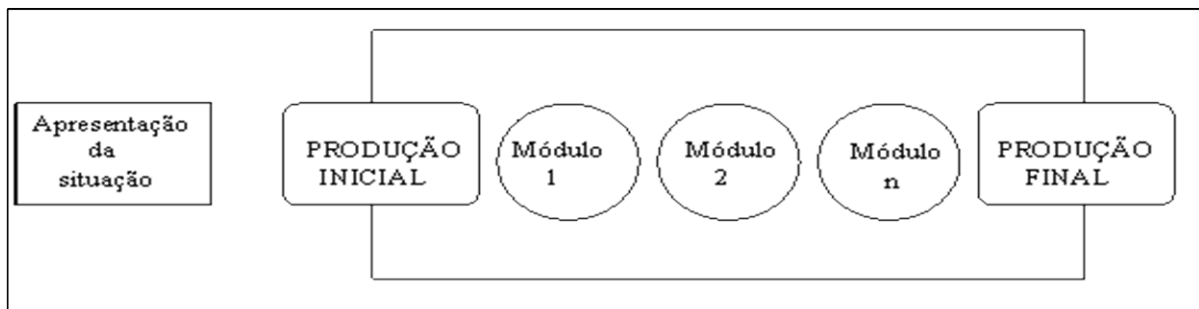 Apresentação
da
situação
PRODUÇÃO
INICIAL
Módulo
1
Módulo
2
Módulo
n
PRODUÇÃO
FINAL